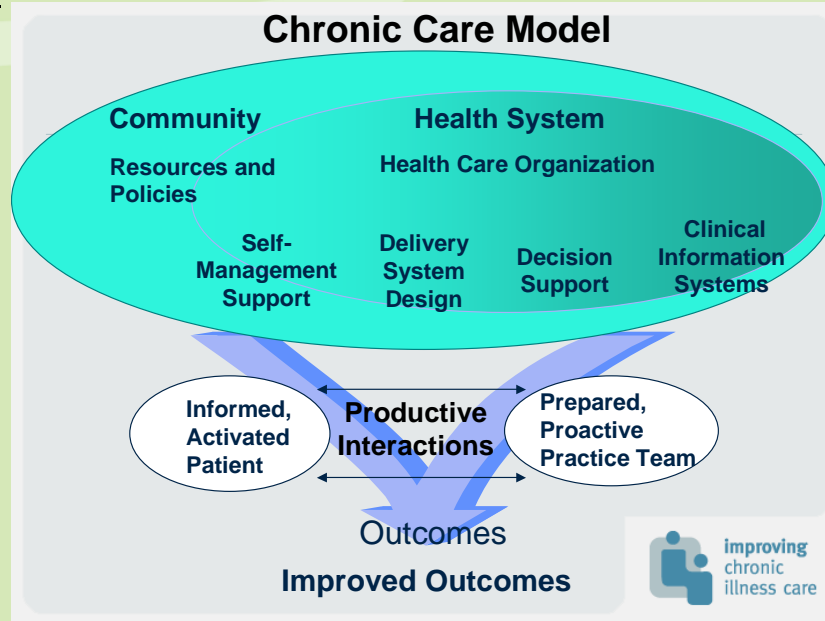 Chronic Care Model
Community
Health System
Resources and
Policies
Health Care Organization
Self-
Management
Support
Delivery
System
Design
Decision
Support
Clinical
Information
Systems
Informed,
Activated
Patient
Productive
Interactions
Prepared,
Proactive
Practice Team
Outcomes
Improved Outcomes
improving
chronic
illness care